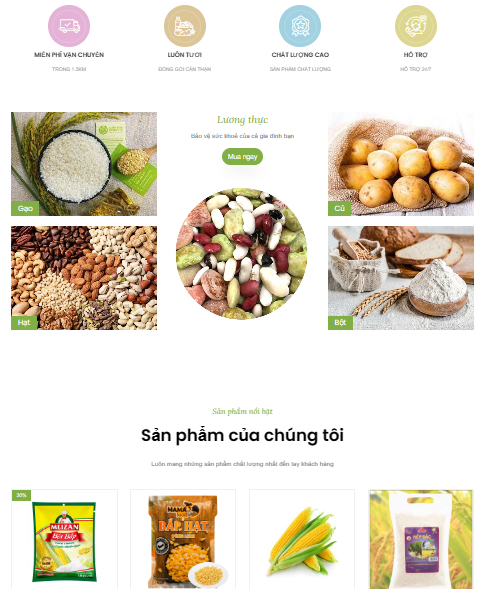 MIỄN PHÍ VẬN CHUYỂN
TRONG 1.5KM
LUÔN TƯƠI
ĐÓNG GÓI CẨN THẬN
CHẤT LƯỢNG CAO
SẢN PHẨM CHẤT LƯỢNG
HỖ TRỢ
HỖ TRỢ 24/7
Lương thực
Bảo vệ sức khoẻ của cả gia đình bạn
Mua ngay
Gạo
Củ
Hạt
Bột
Sản phẩm nổi bật
Sản phẩm của chúng tôi
Luôn mang những sản phẩm chất lượng nhất đến tay khách hàng
30%
MUZAN
Bột Bắp
MAMA
BẮP HẠT